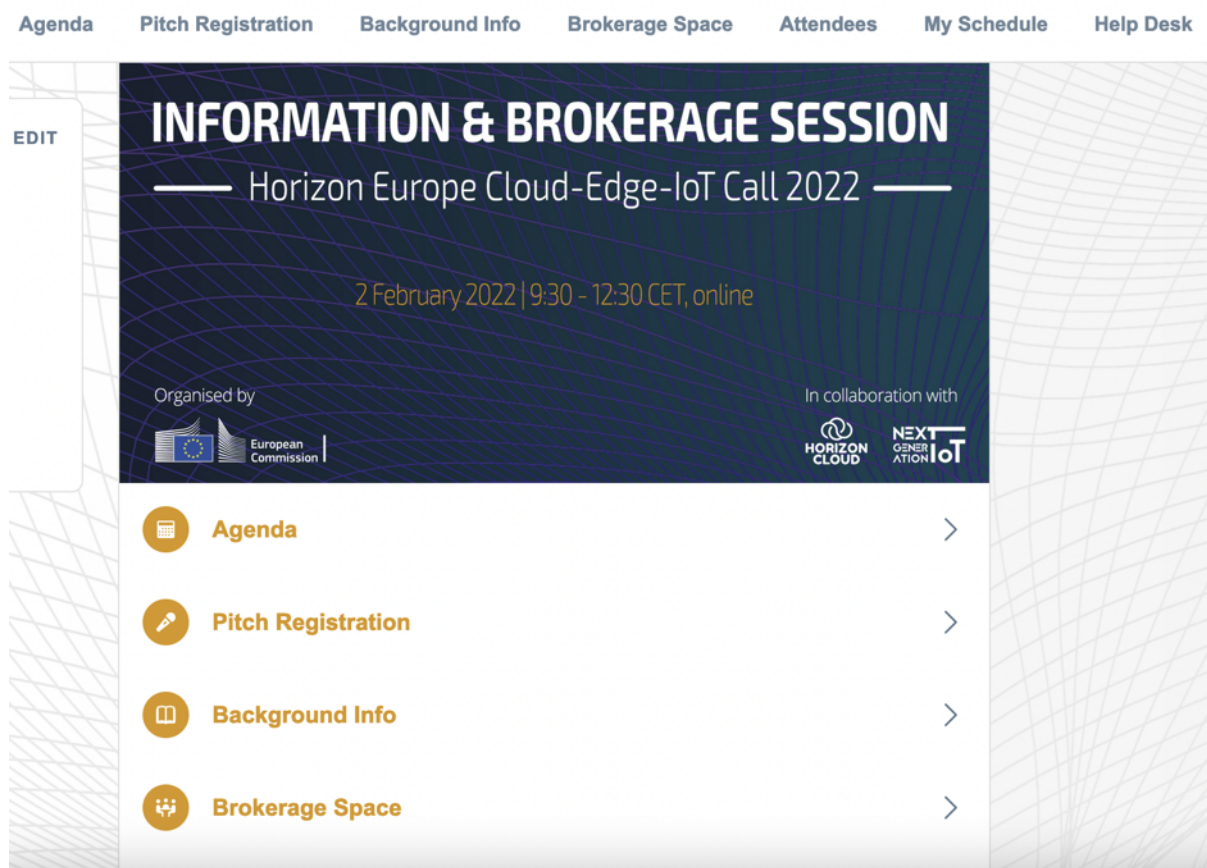 Agenda Pitch Registration Background Info Brokerage Space Attendees My Schedule Help Desk
EDIT
INFORMATION & BROKERAGE SESSION
Horizon Europe Cloud-Edge-IoT Call 2022
2 February 2022 | 9:30 - 12:30 CET, online
Organised by
European
Commission
In collaboration with
HORIZON
CLOUD
NEXT
GENER
ATION IoT
Agenda
Pitch Registration
Background Info
Brokerage Space